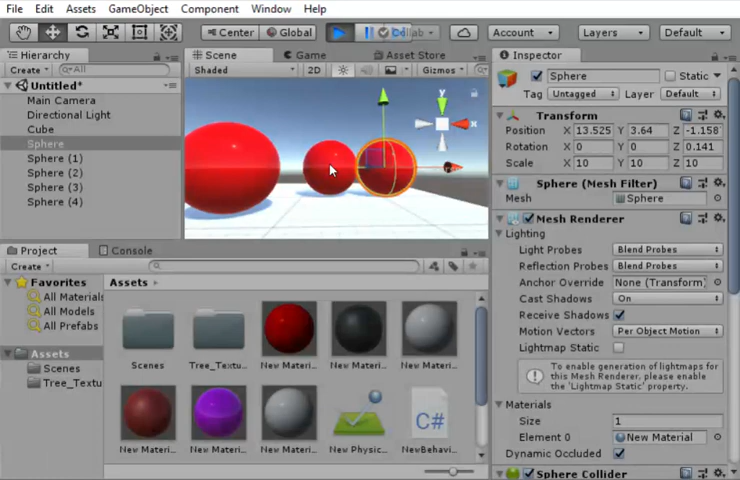 File Edit Assets GameObject Component Window Help
Center Global Collab Account Layers Default
Hierarchy Scene Game Asset Store Inspector
Create All Shaded 2D Gizmos Sphere Static
Untitled* Tag Untagged Layer Default
Main Camera
Directional Light
Cube
Sphere
Sphere (1)
Sphere (2)
Sphere (3)
Sphere (4)
y
x
Transform
Position X 13.525 Y 3.64 Z -1.158
Rotation X 0 Y 0 Z 0.141
Scale X 10 Y 10 Z 10
Sphere (Mesh Filter)
Mesh Sphere
Mesh Renderer
Lighting
Light Probes Blend Probes
Reflection Probes Blend Probes
Anchor Override None (Transform)
Cast Shadows On
Receive Shadows
Motion Vectors Per Object Motion
Lightmap Static
To enable generation of lightmaps for
this Mesh Renderer, please enable
the 'Lightmap Static' property.
Materials
Size 1
Element 0 New Material
Dynamic Occluded
Sphere Collider
Project Console
Create
Favorites
All Materials
All Models
All Prefabs
Assets
Scenes
Tree_Textu
Assets
Scenes Tree_Textu... New Materi... New Materi... New Materi...
New Materi... New Materi... New Materi... New Physic... NewBehavi...
C#